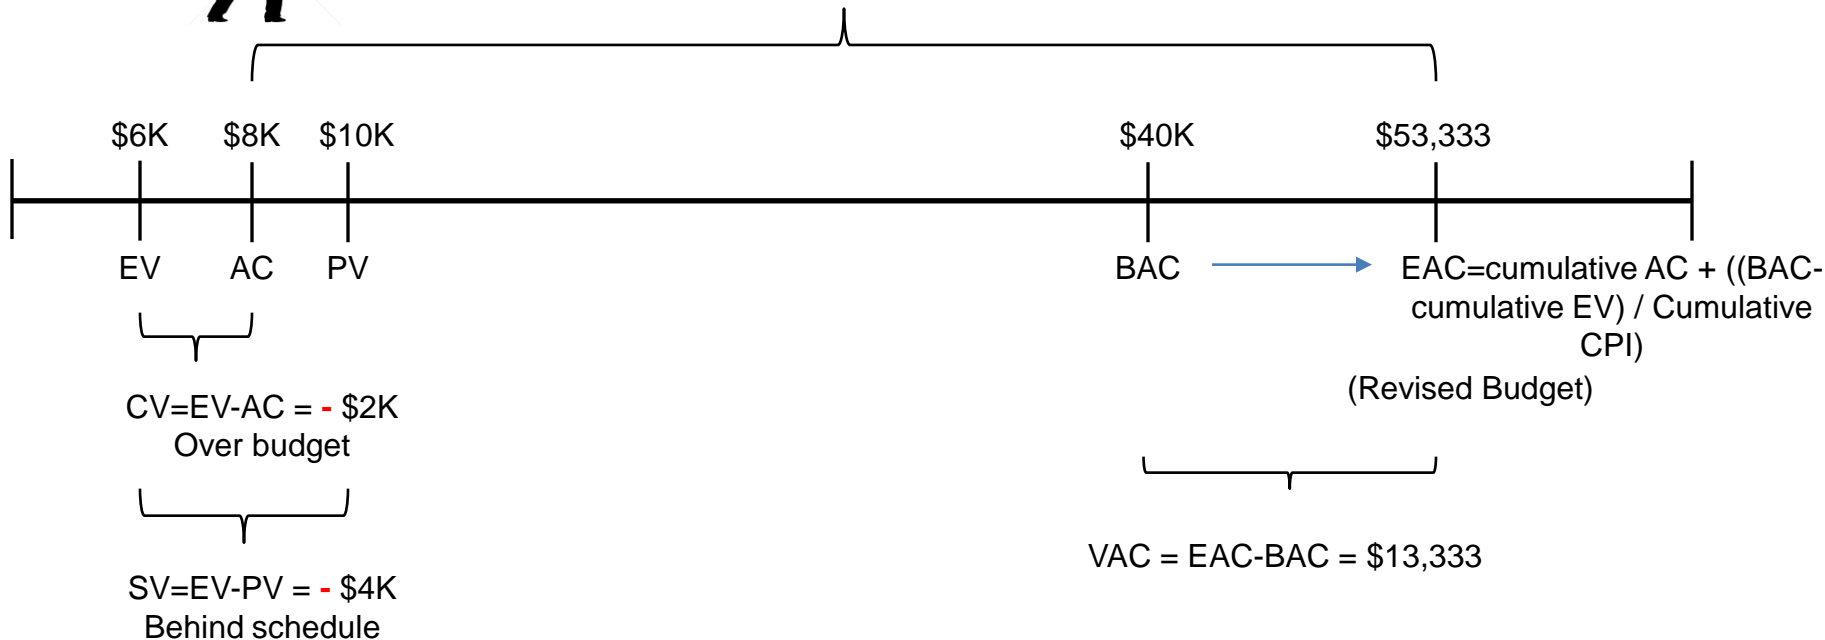 $6K $8K $10K $40K $53,333
EV AC PV BAC EAC=cumulative AC + ((BAC-
cumulative EV) / Cumulative
CPI)
(Revised Budget)
CV=EV-AC = - $2K
Over budget
VAC = EAC-BAC = $13,333
SV=EV-PV = - $4K
Behind schedule